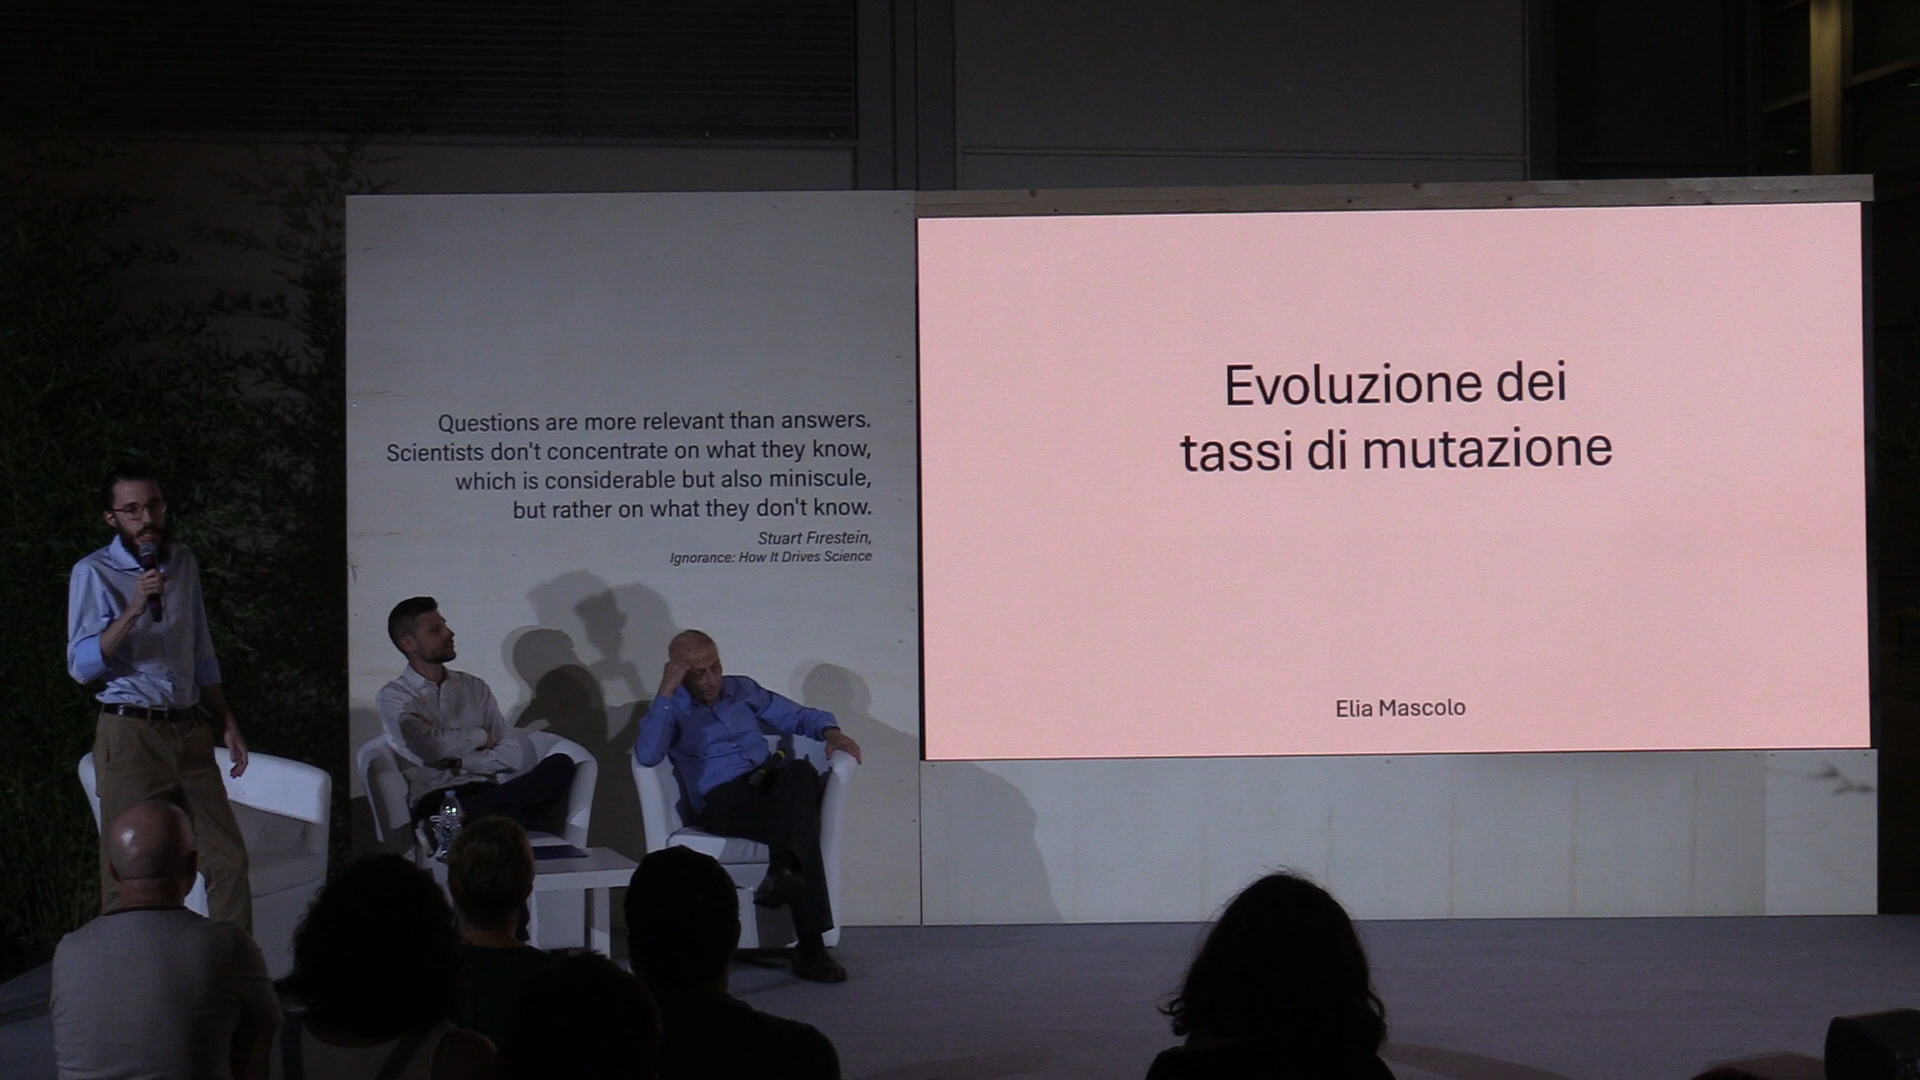 Questions are more relevant than answers.
Scientists don't concentrate on what they know,
which is considerable but also miniscule,
but rather on what they don't know.
Stuart Firestein,
Ignorance: How It Drives Science
Evoluzione dei
tassi di mutazione
Elia Mascolo